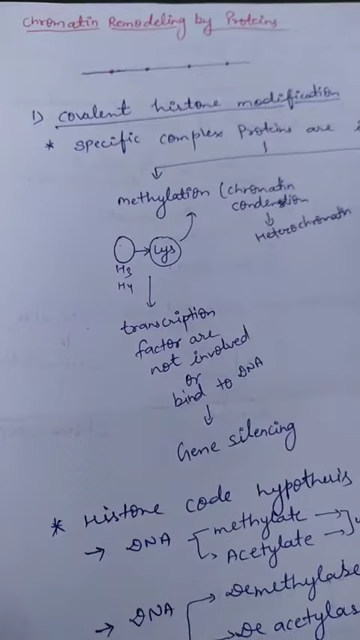 Chromatin Remodeling by Proteins
1) covalent histone modification
* specific complex Proteins are
methylation (chromatin
condenstion
↓
Heterochromatin
→ Lys
H3
H4
transcription
factor are
not involved
or
bind to DNA
↓
Gene silencing
* Histone code hypothis
→ DNA methylate →
Acetylate →
→ DNA Demethylase
De acetylas